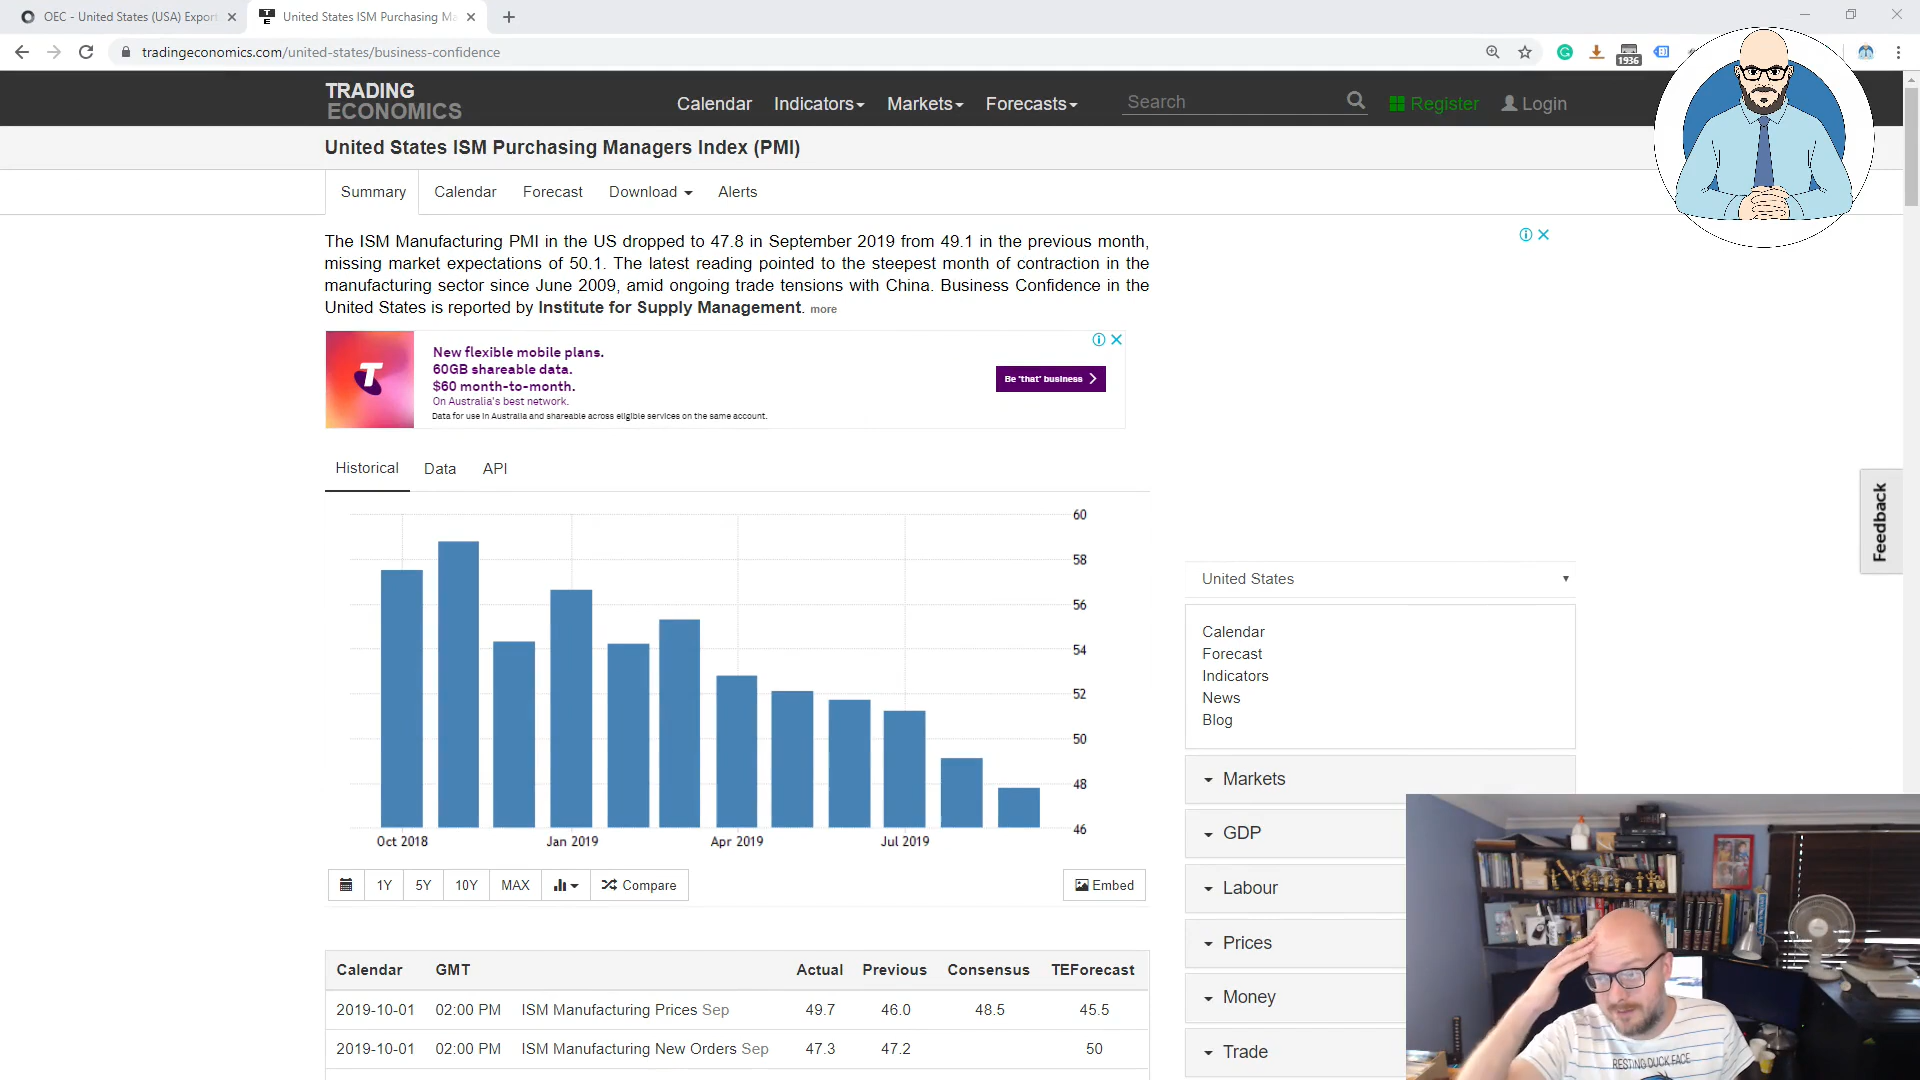 OEC - United States (USA) Export
United States ISM Purchasing Ma
tradingeconomics.com/united-states/business-confidence
1936
TRADING
ECONOMICS
Calendar
Indicators
Markets
Forecasts
Search
Register
Login
United States ISM Purchasing Managers Index (PMI)
Summary
Calendar
Forecast
Download
Alerts
The ISM Manufacturing PMI in the US dropped to 47.8 in September 2019 from 49.1 in the previous month,
missing market expectations of 50.1. The latest reading pointed to the steepest month of contraction in the
manufacturing sector since June 2009, amid ongoing trade tensions with China. Business Confidence in the
United States is reported by Institute for Supply Management. more
T
New flexible mobile plans.
60GB shareable data.
$60 month-to-month.
On Australia's best network.
Data for use in Australia and shareable across eligible services on the same account.
Be 'that' business
Historical
Data
API
60
58
56
54
52
50
48
46
Oct 2018
Jan 2019
Apr 2019
Jul 2019
1Y
5Y
10Y
MAX
Compare
Embed
Calendar GMT Actual Previous Consensus TEForecast
2019-10-01 02:00 PM ISM Manufacturing Prices Sep 49.7 46.0 48.5 45.5
2019-10-01 02:00 PM ISM Manufacturing New Orders Sep 47.3 47.2 50
United States
Calendar
Forecast
Indicators
News
Blog
Markets
GDP
Labour
Prices
Money
Trade
Feedback
RESTING DUCK FACE